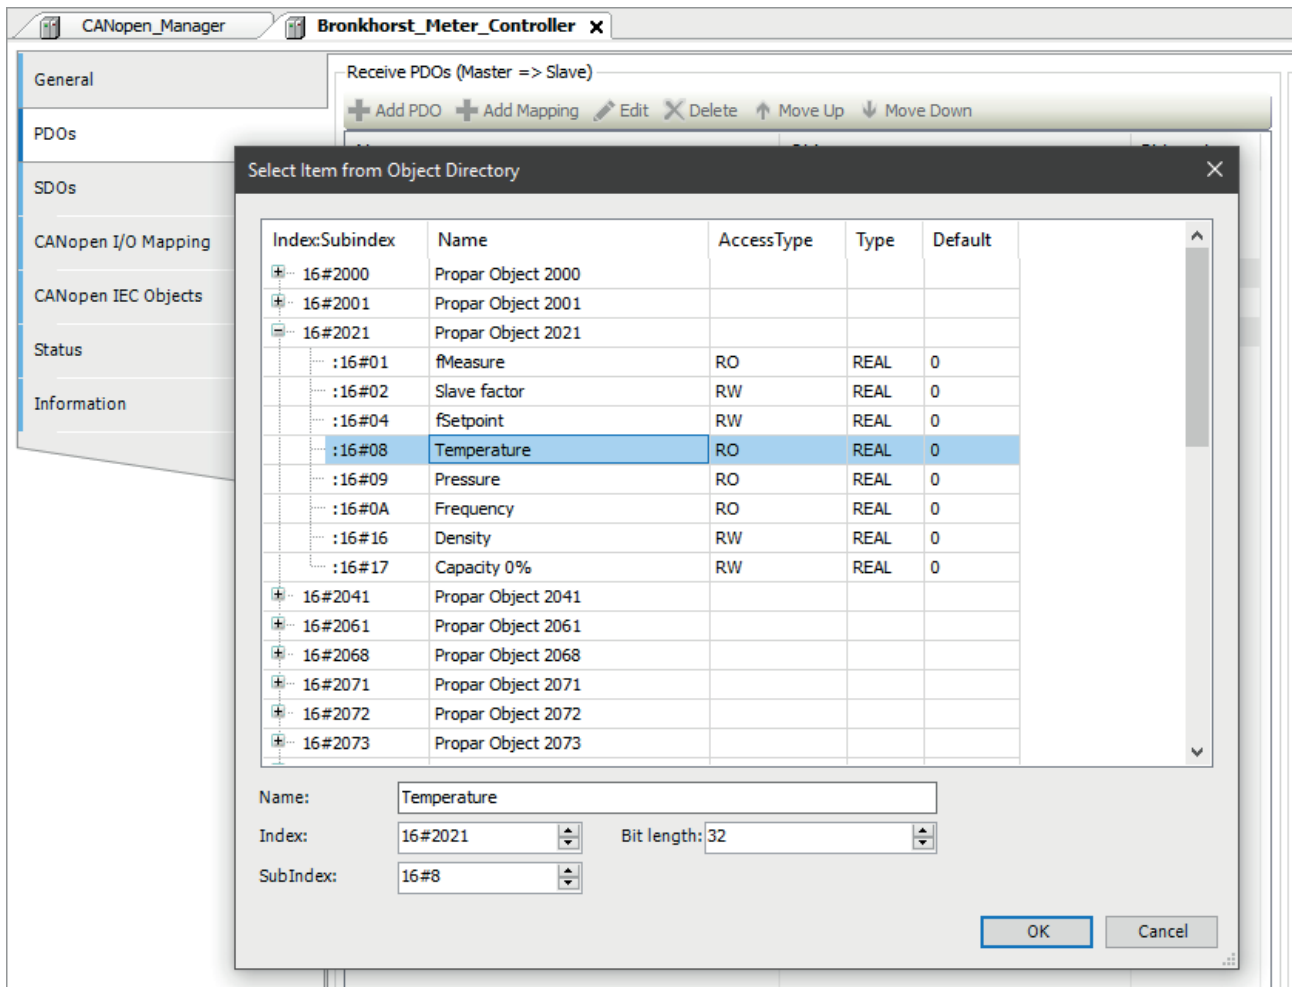 CANopen_Manager Bronkhorst_Meter_Controller
General
PDOs
SDOs
CANopen I/O Mapping
CANopen IEC Objects
Status
Information
Receive PDOs (Master => Slave)
Add PDO Add Mapping Edit Delete Move Up Move Down
Select Item from Object Directory
Index:Subindex Name AccessType Type Default
16#2000 Propar Object 2000
16#2001 Propar Object 2001
16#2021 Propar Object 2021
:16#01 fMeasure RO REAL 0
:16#02 Slave factor RW REAL 0
:16#04 fSetpoint RW REAL 0
:16#08 Temperature RO REAL 0
:16#09 Pressure RO REAL 0
:16#0A Frequency RO REAL 0
:16#16 Density RW REAL 0
:16#17 Capacity 0% RW REAL 0
16#2041 Propar Object 2041
16#2061 Propar Object 2061
16#2068 Propar Object 2068
16#2071 Propar Object 2071
16#2072 Propar Object 2072
16#2073 Propar Object 2073
Name: Temperature
Index: 16#2021 Bit length: 32
SubIndex: 16#8
OK Cancel